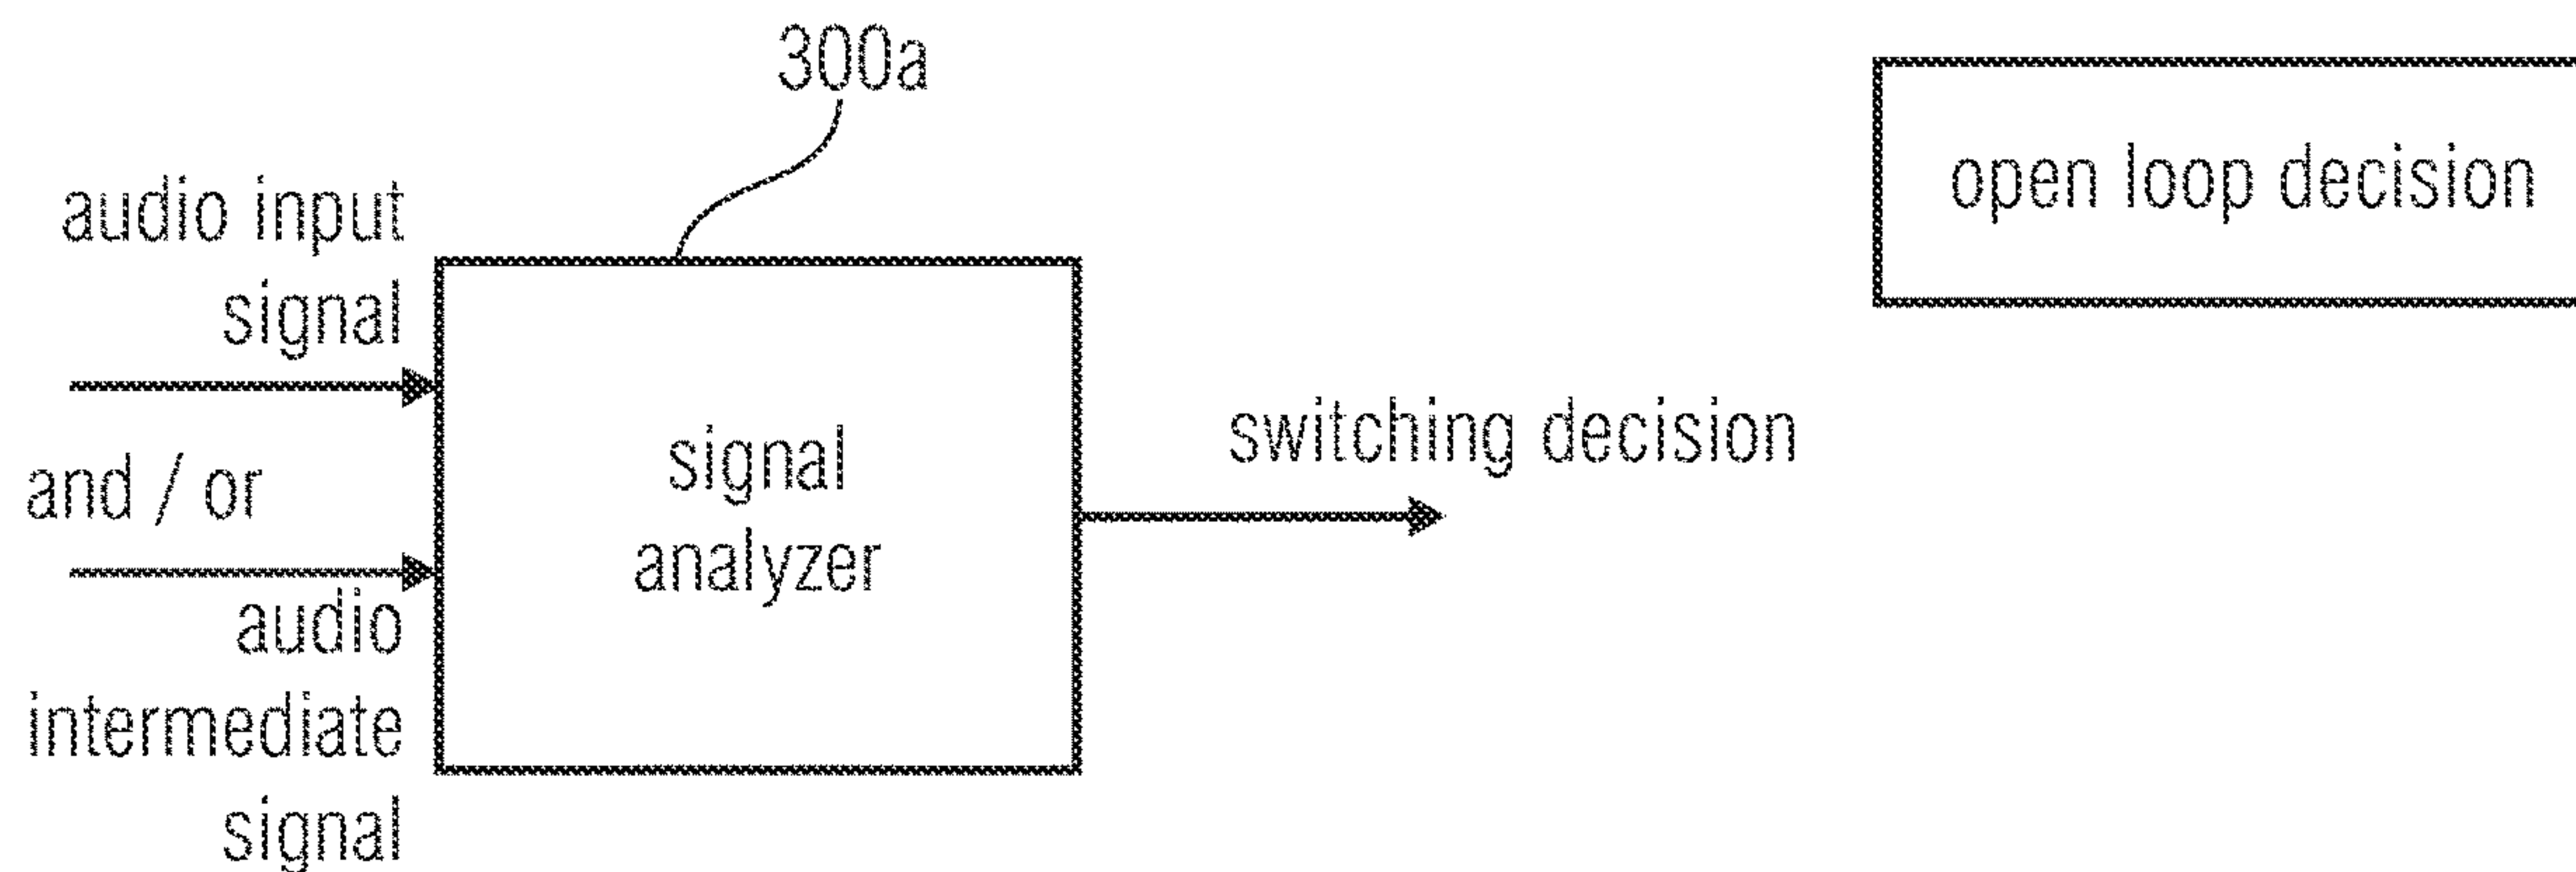 300a
open loop decision
audio input
signal
and / or
audio
intermediate
signal
signal
analyzer
switching decision